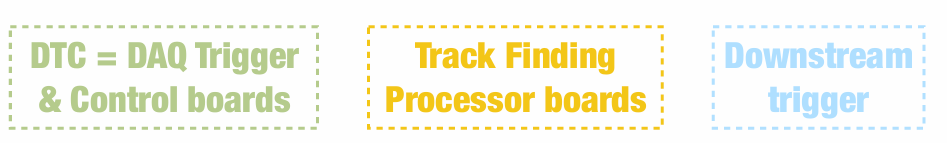 DTC = DAQ Trigger
& Control boards
Track Finding
Processor boards
Downstream
trigger